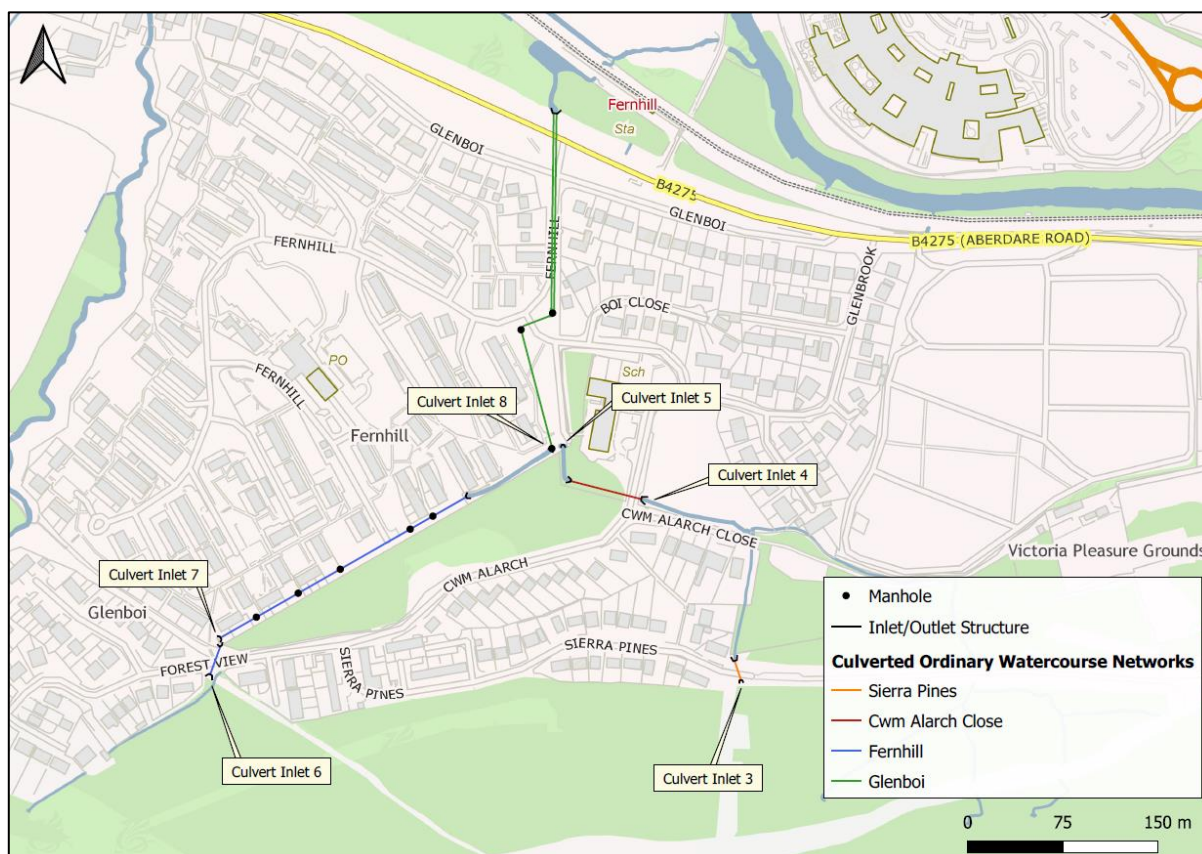 GLENBOI
Fernhill
Sta
B4275
GLENBOI
B4275 (ABERDARE ROAD)
FERNHILL
FERNHILL
BOI CLOSE
GLENBROOK
PO
FERNHILL
Sch
Culvert Inlet 8
Culvert Inlet 5
Fernhill
Culvert Inlet 4
CWM ALARCH CLOSE
Victoria Pleasure Grounds
Culvert Inlet 7
CWM ALARCH
Glenboi
FOREST VIEW
SIERRA PINES
SIERRA PINES
Culvert Inlet 6
Culvert Inlet 3
Manhole
Inlet/Outlet Structure
Culverted Ordinary Watercourse Networks
Sierra Pines
Cwm Alarch Close
Fernhill
Glenboi
0 75 150 m